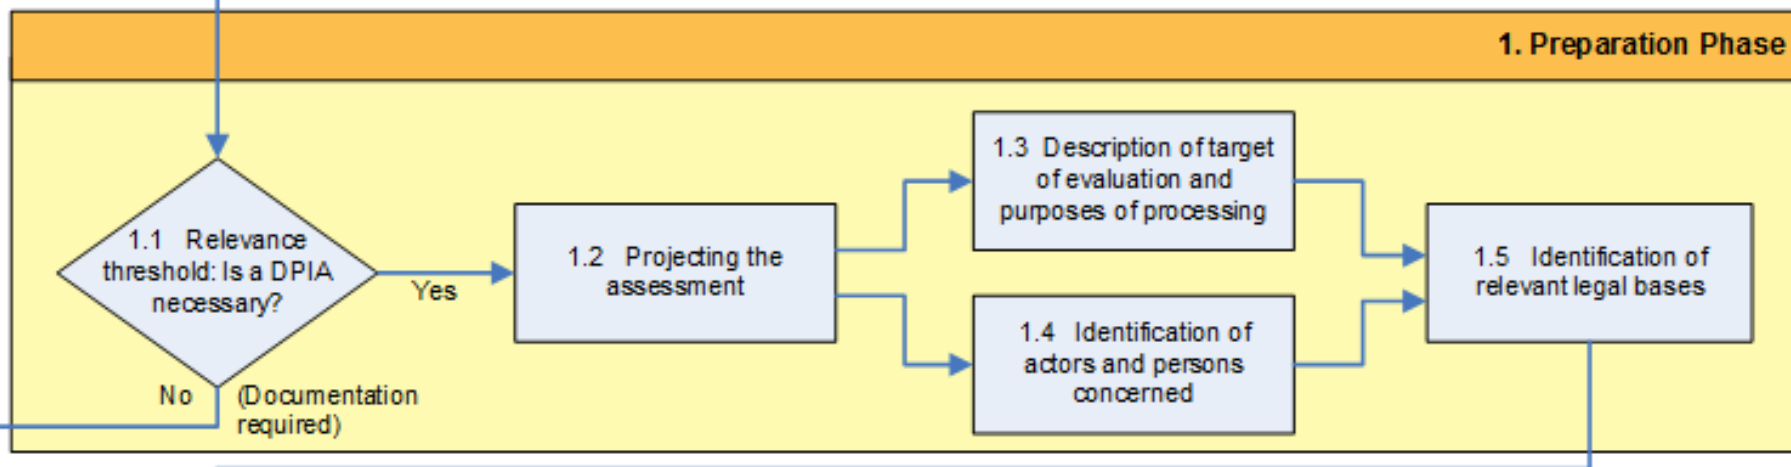 1. Preparation Phase
1.1 Relevance
threshold: Is a DPIA
necessary?
Yes
No
(Documentation
required)
1.2 Projecting the
assessment
1.3 Description of target
of evaluation and
purposes of processing
1.4 Identification of
actors and persons
concerned
1.5 Identification of
relevant legal bases